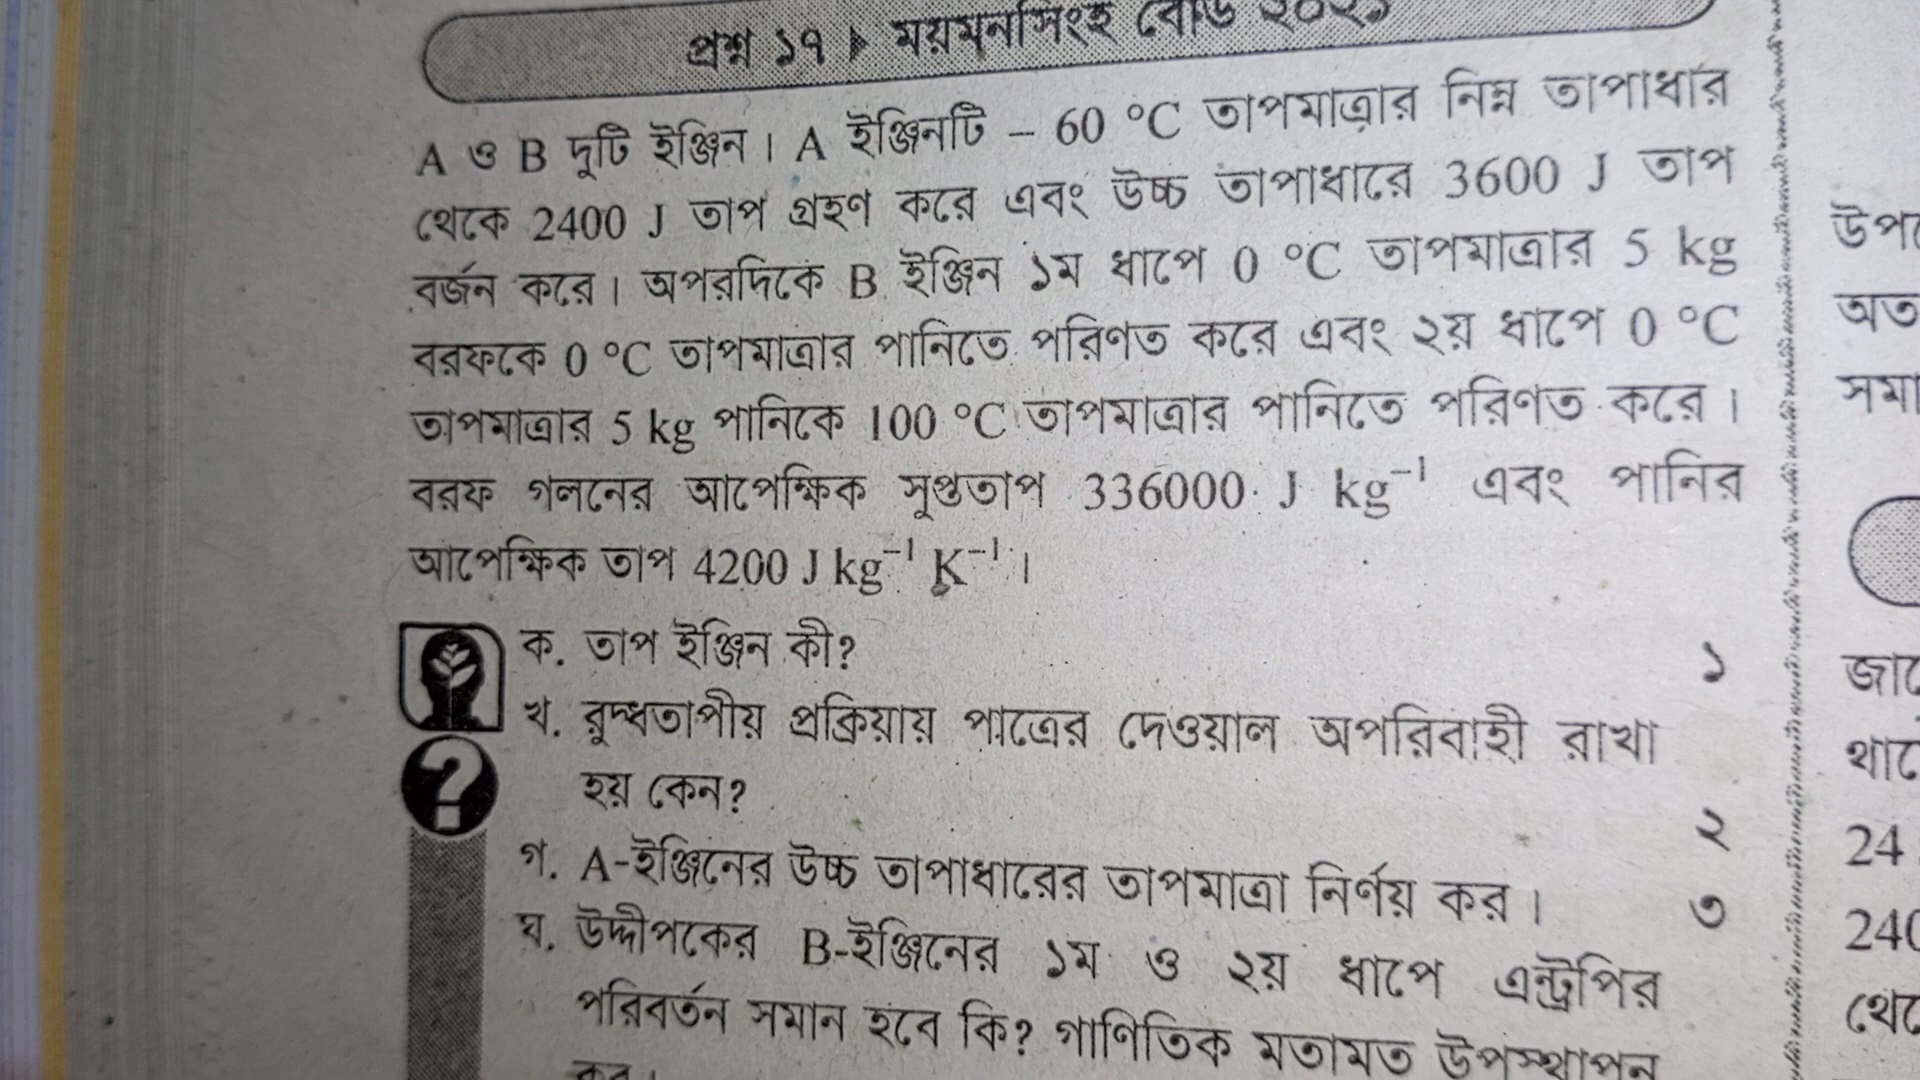 প্রশ্ন ১৭ ▶ ময়মনসিংহ বোর্ড ২০২১
A ও B দুটি ইঞ্জিন। A ইঞ্জিনটি – 60 °C তাপমাত্রার নিম্ন তাপাধার
থেকে 2400 J তাপ গ্রহণ করে এবং উচ্চ তাপাধারে 3600 J তাপ
বর্জন করে। অপরদিকে B ইঞ্জিন ১ম ধাপে 0 °C তাপমাত্রার 5 kg
বরফকে 0 °C তাপমাত্রার পানিতে পরিণত করে এবং ২য় ধাপে 0 °C
তাপমাত্রার 5 kg পানিকে 100 °C তাপমাত্রার পানিতে পরিণত করে।
বরফ গলনের আপেক্ষিক সুপ্ততাপ 336000 J kg⁻¹ এবং পানির
আপেক্ষিক তাপ 4200 J kg⁻¹ K⁻¹।
ক. তাপ ইঞ্জিন কী? ১
খ. রুদ্ধতাপীয় প্রক্রিয়ায় পাত্রের দেওয়াল অপরিবাহী রাখা
হয় কেন? ২
গ. A-ইঞ্জিনের উচ্চ তাপাধারের তাপমাত্রা নির্ণয় কর। ৩
ঘ. উদ্দীপকের B-ইঞ্জিনের ১ম ও ২য় ধাপে এন্ট্রপির
পরিবর্তন সমান হবে কি? গাণিতিক মতামত উপস্থাপন
কর।
?
24